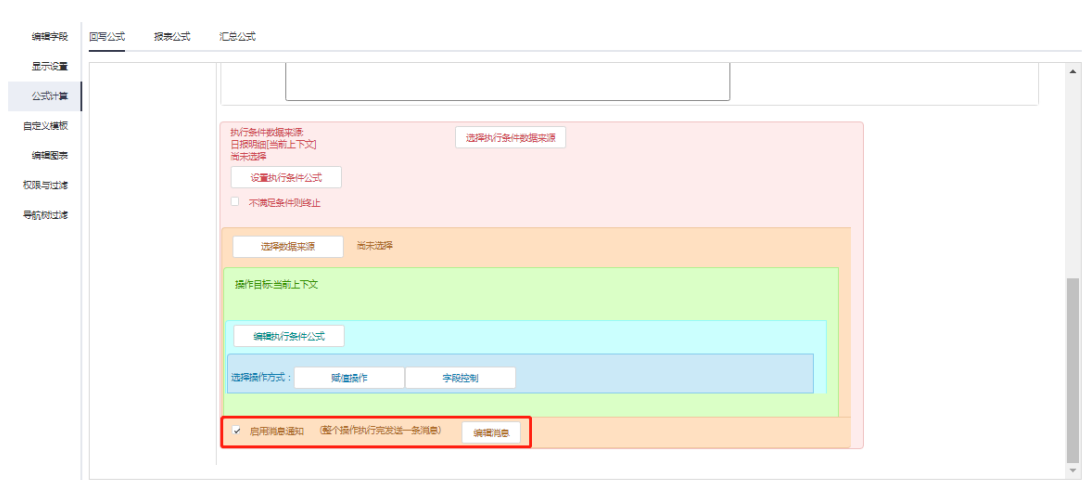 编辑字段
回写公式 报表公式 汇总公式
显示设置
公式计算
自定义模板
编辑图表
权限与过滤
导航树过滤
执行条件数据来源:
日报明细[当前上下文]
尚未选择
选择执行条件数据来源
设置执行条件公式
不满足条件则终止
选择数据来源 尚未选择
操作目标:当前上下文
编辑执行条件公式
选择操作方式： 赋值操作 字段控制
启用消息通知 （整个操作执行完发送一条消息） 编辑消息